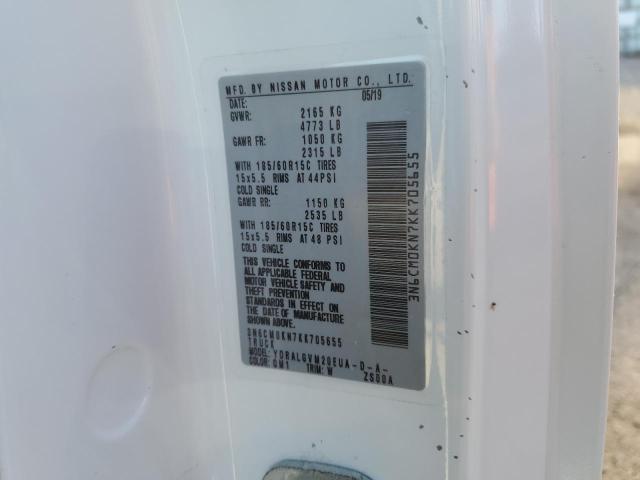 MFD. BY NISSAN MOTOR CO., LTD.
DATE: 05/19
GVWR: 2165 KG
4773 LB
GAWR FR: 1050 KG
2315 LB
WITH 185/60R15C TIRES
15x5.5 RIMS AT 44PSI
COLD SINGLE
GAWR RR: 1150 KG
2535 LB
WITH 185/60R15C TIRES
15x5.5 RIMS AT 48 PSI
COLD SINGLE
THIS VEHICLE CONFORMS TO
ALL APPLICABLE FEDERAL
MOTOR VEHICLE SAFETY AND
THEFT PREVENTION
STANDARDS IN EFFECT ON
THE DATE OF MANUFACTURE
SHOWN ABOVE.
3N6CM0KN7KK705655
TRUCK
MODEL: YDRALGVM20EUA-D-A-
COLOR: QM1 TRIM: W ZS00A
3N6CM0KN7KK705655